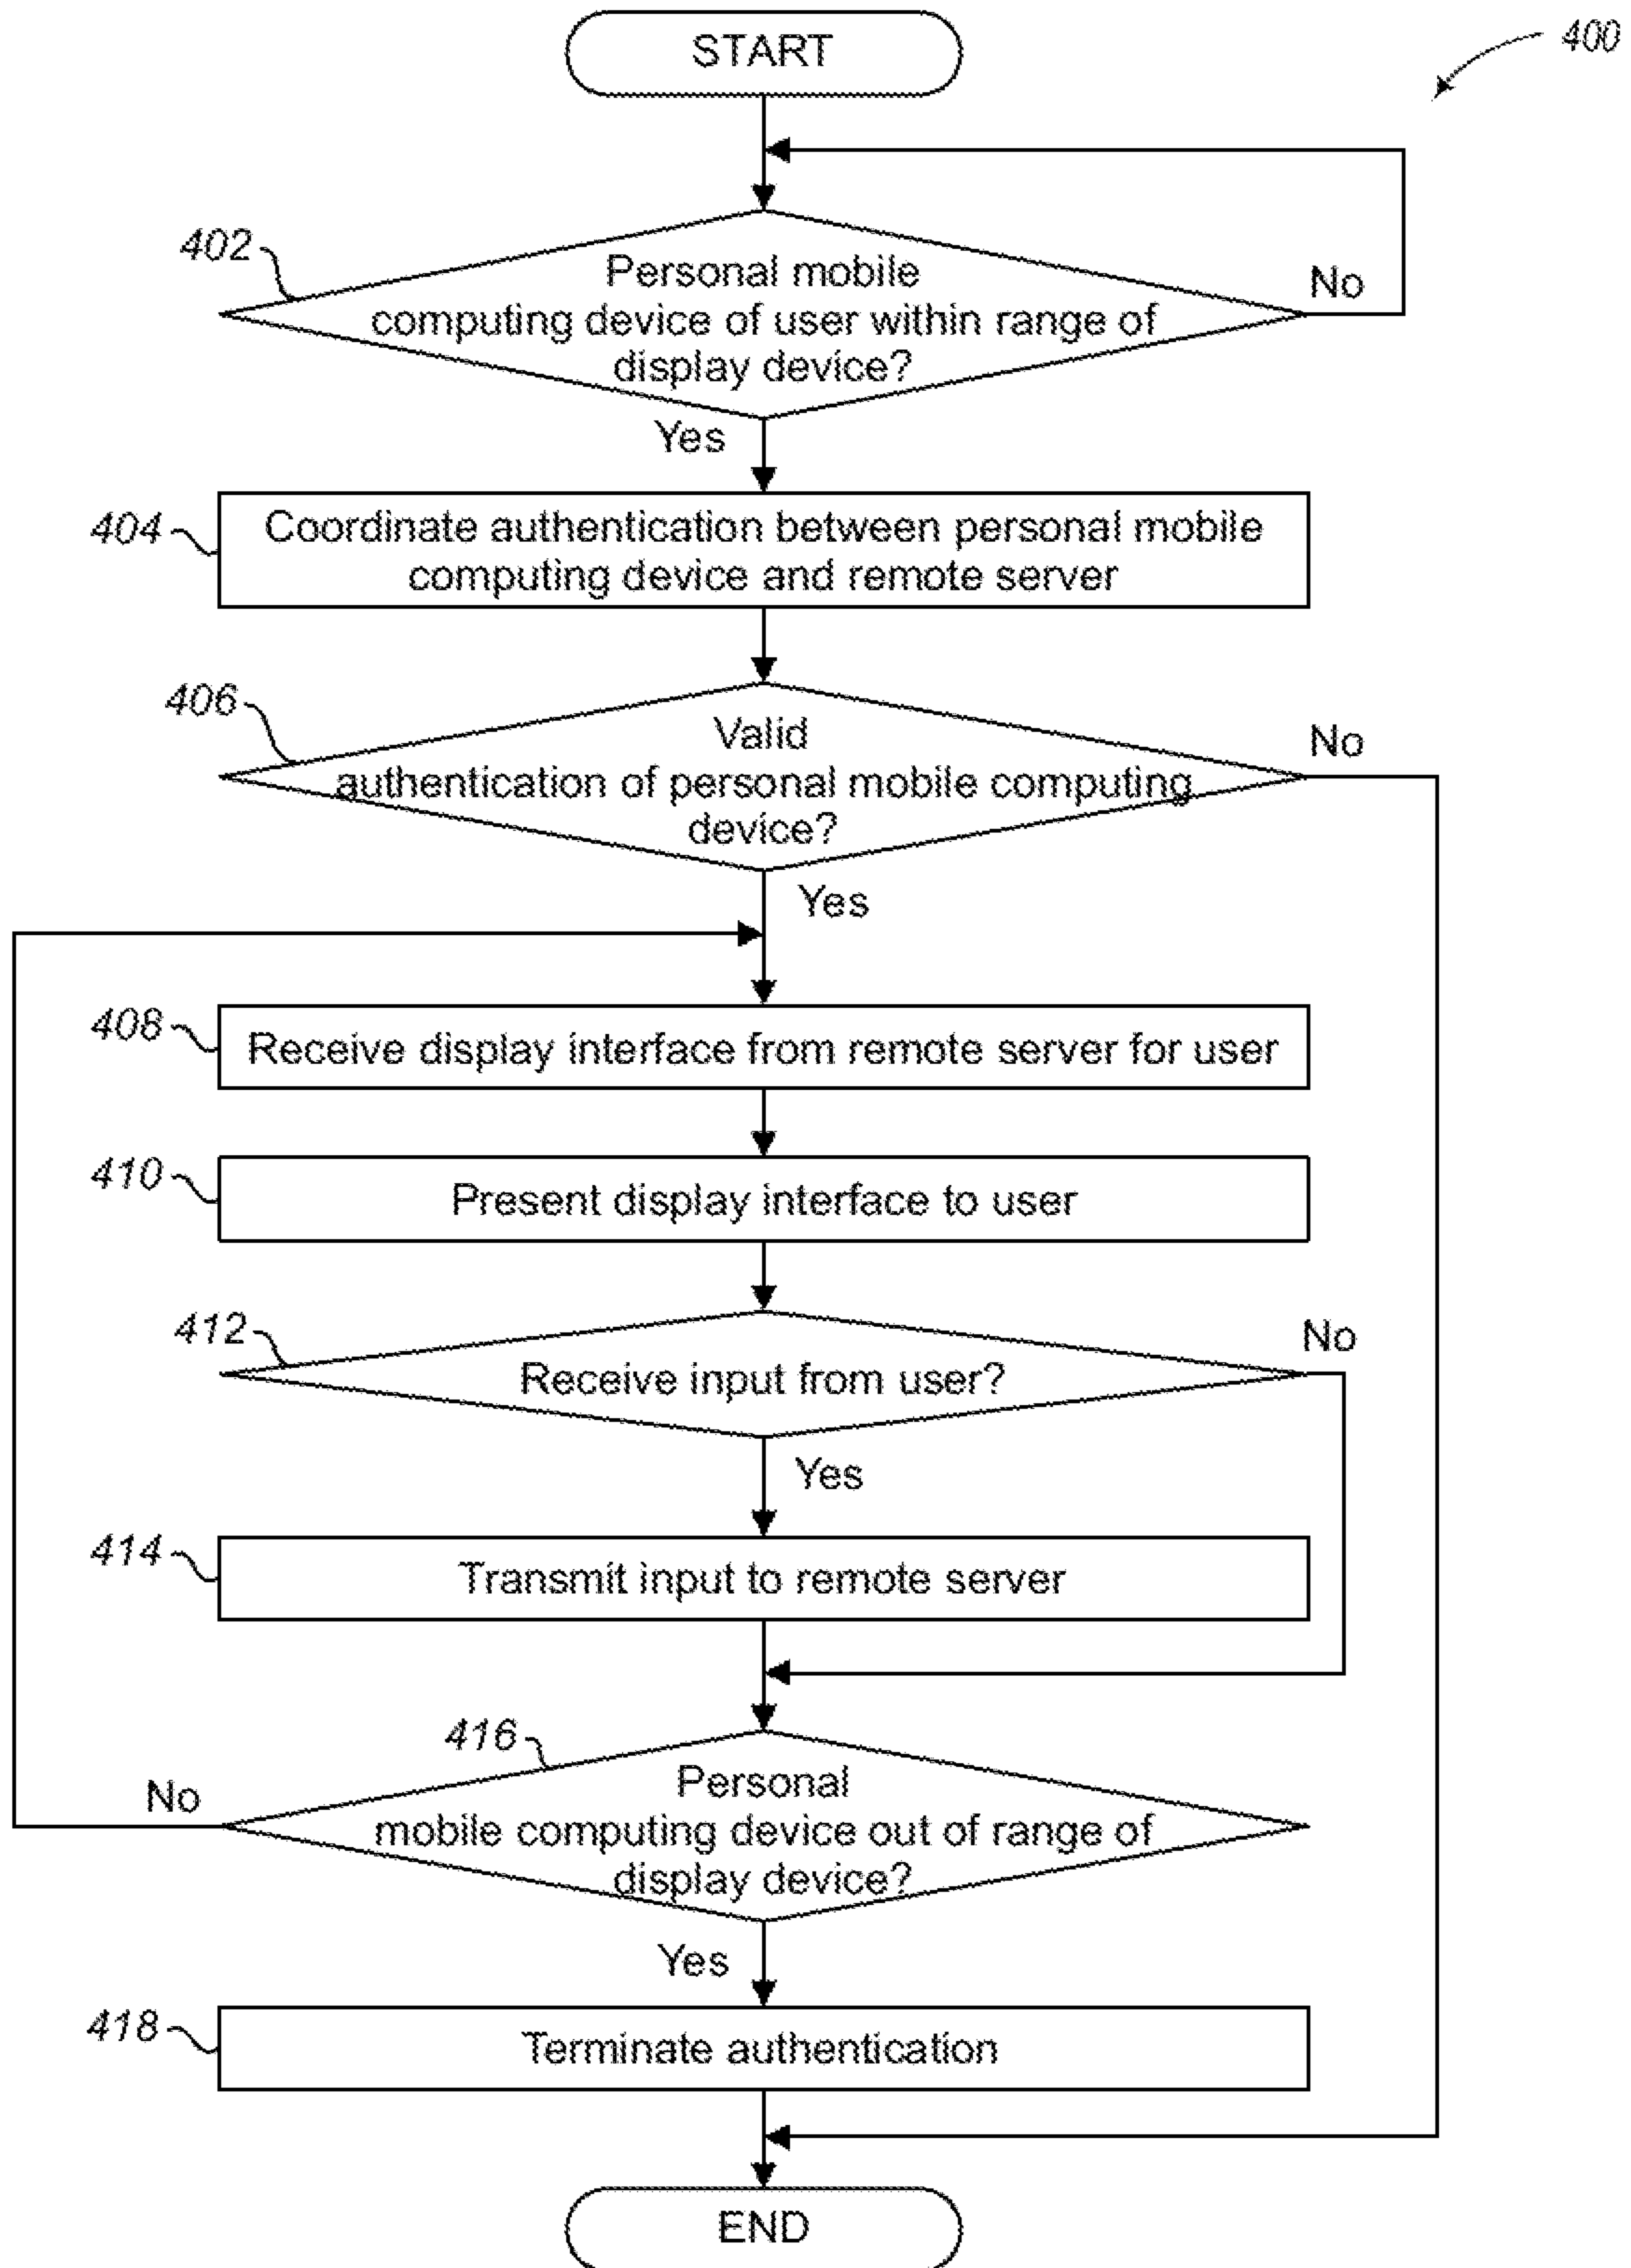 START
400
402
Personal mobile
computing device of user within range of
display device?
No
Yes
404
Coordinate authentication between personal mobile
computing device and remote server
406
Valid
authentication of personal mobile computing
device?
No
Yes
408
Receive display interface from remote server for user
410
Present display interface to user
412
Receive input from user?
No
Yes
414
Transmit input to remote server
416
Personal
mobile computing device out of range of
display device?
No
Yes
418
Terminate authentication
END